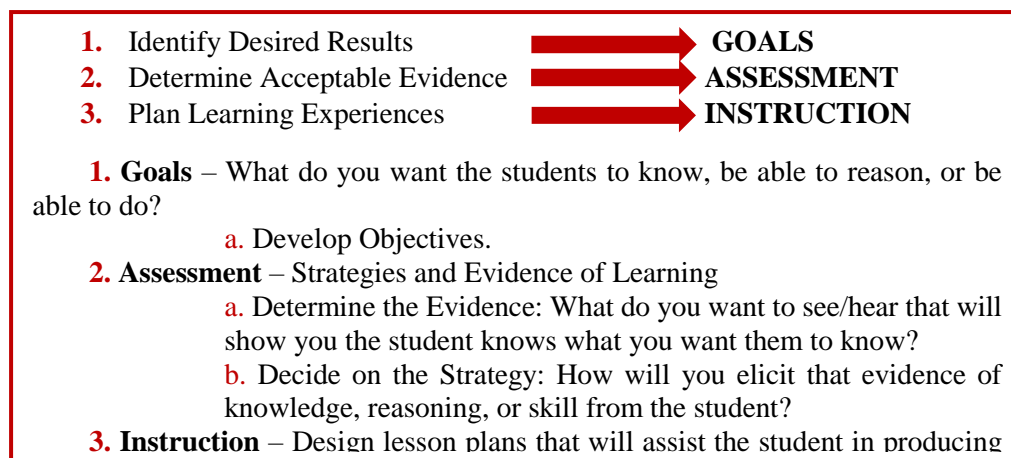 1. Identify Desired Results GOALS
2. Determine Acceptable Evidence ASSESSMENT
3. Plan Learning Experiences INSTRUCTION
1. Goals – What do you want the students to know, be able to reason, or be
able to do?
a. Develop Objectives.
2. Assessment – Strategies and Evidence of Learning
a. Determine the Evidence: What do you want to see/hear that will
show you the student knows what you want them to know?
b. Decide on the Strategy: How will you elicit that evidence of
knowledge, reasoning, or skill from the student?
3. Instruction – Design lesson plans that will assist the student in producing